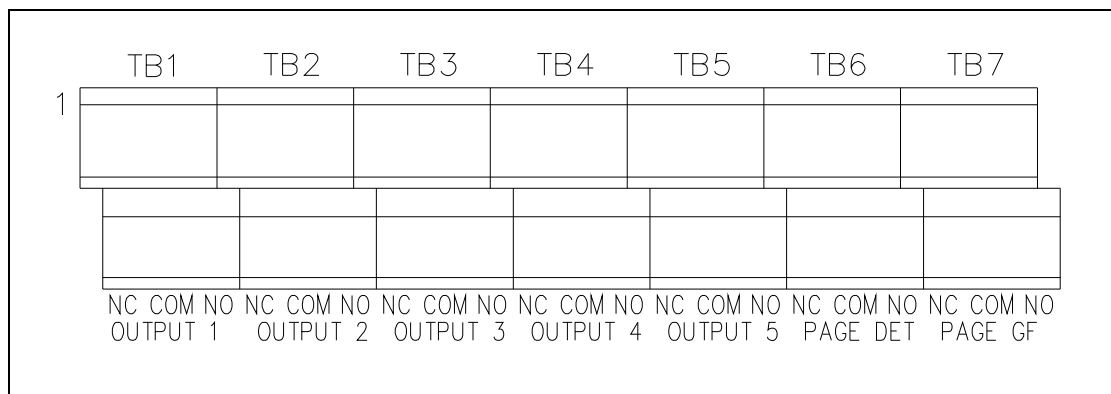 TB1 TB2 TB3 TB4 TB5 TB6 TB7
1
NC COM NO NC COM NO NC COM NO NC COM NO NC COM NO NC COM NO NC COM NO
OUTPUT 1 OUTPUT 2 OUTPUT 3 OUTPUT 4 OUTPUT 5 PAGE DET PAGE GF